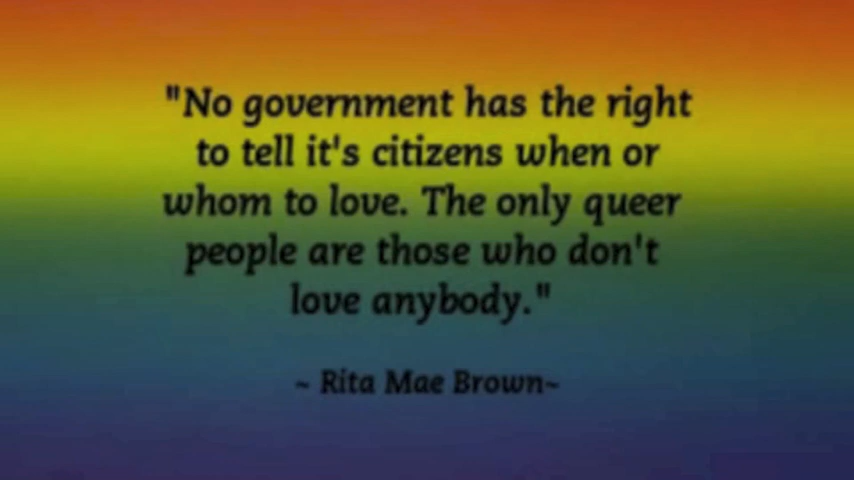 "No government has the right
to tell it's citizens when or
whom to love. The only queer
people are those who don't
love anybody."
~ Rita Mae Brown~